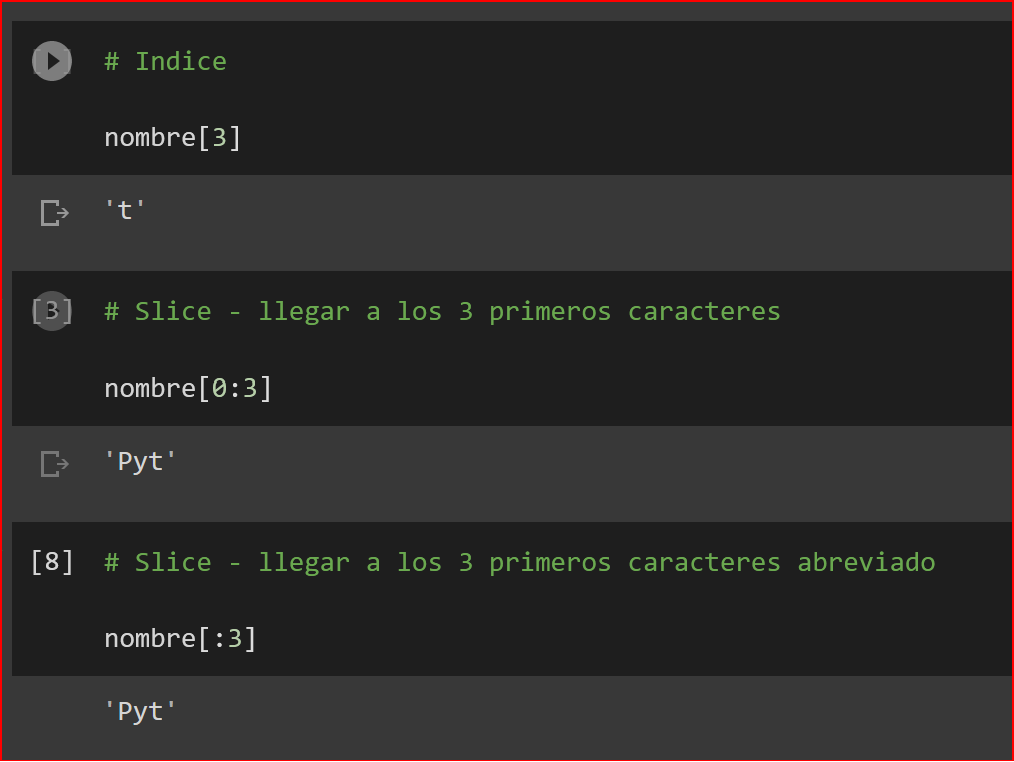 # Indice
nombre[3]
't'
[3] # Slice - llegar a los 3 primeros caracteres
nombre[0:3]
'Pyt'
[8] # Slice - llegar a los 3 primeros caracteres abreviado
nombre[:3]
'Pyt'